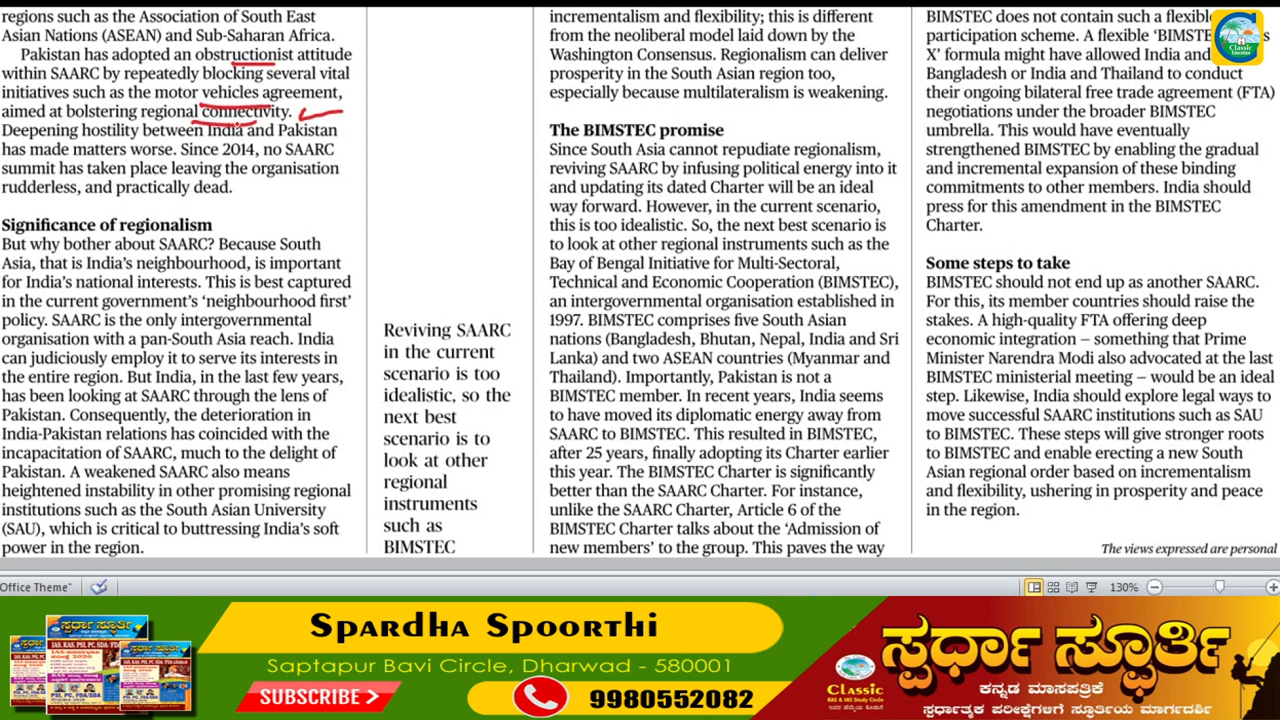 regions such as the Association of South East
Asian Nations (ASEAN) and Sub-Saharan Africa.
Pakistan has adopted an obstructionist attitude
within SAARC by repeatedly blocking several vital
initiatives such as the motor vehicles agreement,
aimed at bolstering regional connectivity.
Deepening hostility between India and Pakistan
has made matters worse. Since 2014, no SAARC
summit has taken place leaving the organisation
rudderless, and practically dead.
Significance of regionalism
But why bother about SAARC? Because South
Asia, that is India's neighbourhood, is important
for India's national interests. This is best captured
in the current government's 'neighbourhood first'
policy. SAARC is the only intergovernmental
organisation with a pan-South Asia reach. India
can judiciously employ it to serve its interests in
the entire region. But India, in the last few years,
has been looking at SAARC through the lens of
Pakistan. Consequently, the deterioration in
India-Pakistan relations has coincided with the
incapacitation of SAARC, much to the delight of
Pakistan. A weakened SAARC also means
heightened instability in other promising regional
institutions such as the South Asian University
(SAU), which is critical to buttressing India's soft
power in the region.
Reviving SAARC
in the current
scenario is too
idealistic, so the
next best
scenario is to
look at other
regional
instruments
such as
BIMSTEC
incrementalism and flexibility; this is different
from the neoliberal model laid down by the
Washington Consensus. Regionalism can deliver
prosperity in the South Asian region too,
especially because multilateralism is weakening.
The BIMSTEC promise
Since South Asia cannot repudiate regionalism,
reviving SAARC by infusing political energy into it
and updating its dated Charter will be an ideal
way forward. However, in the current scenario,
this is too idealistic. So, the next best scenario is
to look at other regional instruments such as the
Bay of Bengal Initiative for Multi-Sectoral,
Technical and Economic Cooperation (BIMSTEC),
an intergovernmental organisation established in
1997. BIMSTEC comprises five South Asian
nations (Bangladesh, Bhutan, Nepal, India and Sri
Lanka) and two ASEAN countries (Myanmar and
Thailand). Importantly, Pakistan is not a
BIMSTEC member. In recent years, India seems
to have moved its diplomatic energy away from
SAARC to BIMSTEC. This resulted in BIMSTEC,
after 25 years, finally adopting its Charter earlier
this year. The BIMSTEC Charter is significantly
better than the SAARC Charter. For instance,
unlike the SAARC Charter, Article 6 of the
BIMSTEC Charter talks about the 'Admission of
new members' to the group. This paves the way
BIMSTEC does not contain such a flexible
participation scheme. A flexible 'BIMSTEC
X' formula might have allowed India and
Bangladesh or India and Thailand to conduct
their ongoing bilateral free trade agreement (FTA)
negotiations under the broader BIMSTEC
umbrella. This would have eventually
strengthened BIMSTEC by enabling the gradual
and incremental expansion of these binding
commitments to other members. India should
press for this amendment in the BIMSTEC
Charter.
Some steps to take
BIMSTEC should not end up as another SAARC.
For this, its member countries should raise the
stakes. A high-quality FTA offering deep
economic integration – something that Prime
Minister Narendra Modi also advocated at the last
BIMSTEC ministerial meeting – would be an ideal
step. Likewise, India should explore legal ways to
move successful SAARC institutions such as SAU
to BIMSTEC. These steps will give stronger roots
to BIMSTEC and enable erecting a new South
Asian regional order based on incrementalism
and flexibility, ushering in prosperity and peace
in the region.
The views expressed are personal
Classic
Education
Office Theme"
130%
ಸ್ಪರ್ಧಾ ಸ್ಫೂರ್ತಿ
Spardha Spoorthi
Saptapur Bavi Circle, Dharwad - 580001
SUBSCRIBE >
9980552082
Classic
IAS & KAS Study Circle
ಸ್ಪರ್ಧಾ ಸ್ಫೂರ್ತಿ
ಕನ್ನಡ ಮಾಸಪತ್ರಿಕೆ
ಸ್ಪರ್ಧಾತ್ಮಕ ಪರೀಕ್ಷೆಗಳಿಗೆ ಸ್ಫೂರ್ತಿಯ ಮಾರ್ಗದರ್ಶಿ